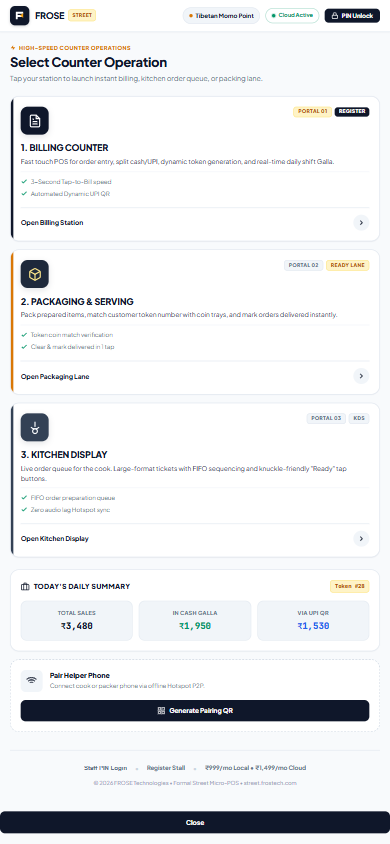 FROSE STREET
Tibetan Momo Point
Cloud Active
PIN Unlock
HIGH-SPEED COUNTER OPERATIONS
Select Counter Operation
Tap your station to launch instant billing, kitchen order queue, or packing lane.
PORTAL 01
REGISTER
1. BILLING COUNTER
Fast touch POS for order entry, split cash/UPI, dynamic token generation, and real-time daily shift Galla.
3-Second Tap-to-Bill speed
Automated Dynamic UPI QR
Open Billing Station
PORTAL 02
READY LANE
2. PACKAGING & SERVING
Pack prepared items, match customer token number with coin trays, and mark orders delivered instantly.
Token coin match verification
Clear & mark delivered in 1 tap
Open Packaging Lane
PORTAL 03
KDS
3. KITCHEN DISPLAY
Live order queue for the cook. Large-format tickets with FIFO sequencing and knuckle-friendly "Ready" tap
buttons.
FIFO order preparation queue
Zero audio lag Hotspot sync
Open Kitchen Display
TODAY'S DAILY SUMMARY
Token #28
TOTAL SALES
₹3,480
IN CASH GALLA
₹1,950
VIA UPI QR
₹1,530
Pair Helper Phone
Connect cook or packer phone via offline Hotspot P2P.
Generate Pairing QR
Staff PIN Login • Register Stall • ₹999/mo Local • ₹1,499/mo Cloud
© 2026 FROSE Technologies • Formal Street Micro-POS • street.frostech.com
Close